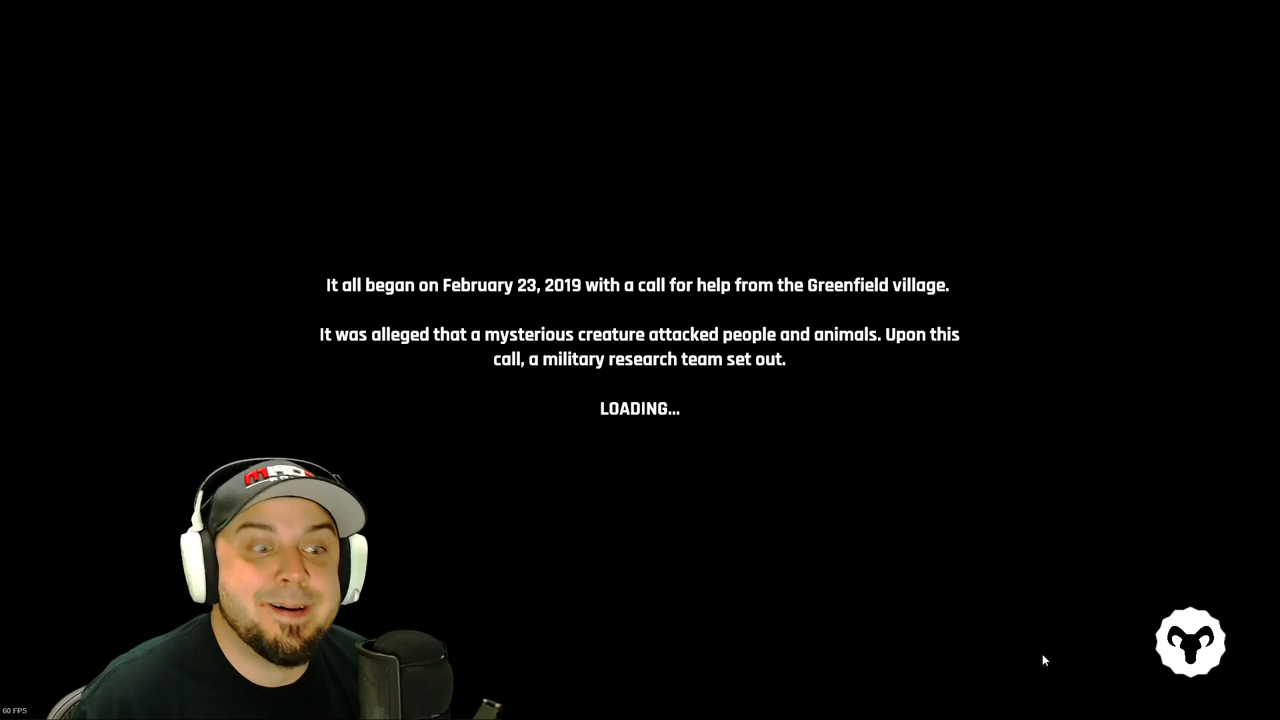 It all began on February 23, 2019 with a call for help from the Greenfield village.
It was alleged that a mysterious creature attacked people and animals. Upon this
call, a military research team set out.
LOADING...
60 FPS